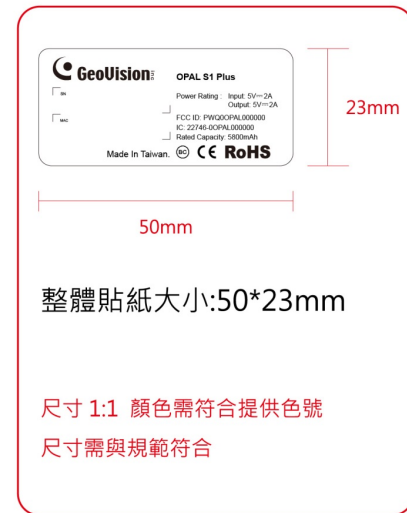 GeoVision INC
OPAL S1 Plus
SN
Power Rating : Input: 5V⎓2A
Output: 5V⎓2A
MAC
FCC ID: PWQ0OPAL000000
IC: 22746-0OPAL000000
Rated Capacity: 5800mAh
Made In Taiwan. BC CE RoHS
23mm
50mm
整體貼紙大小:50*23mm
尺寸 1:1 顏色需符合提供色號
尺寸需與規範符合